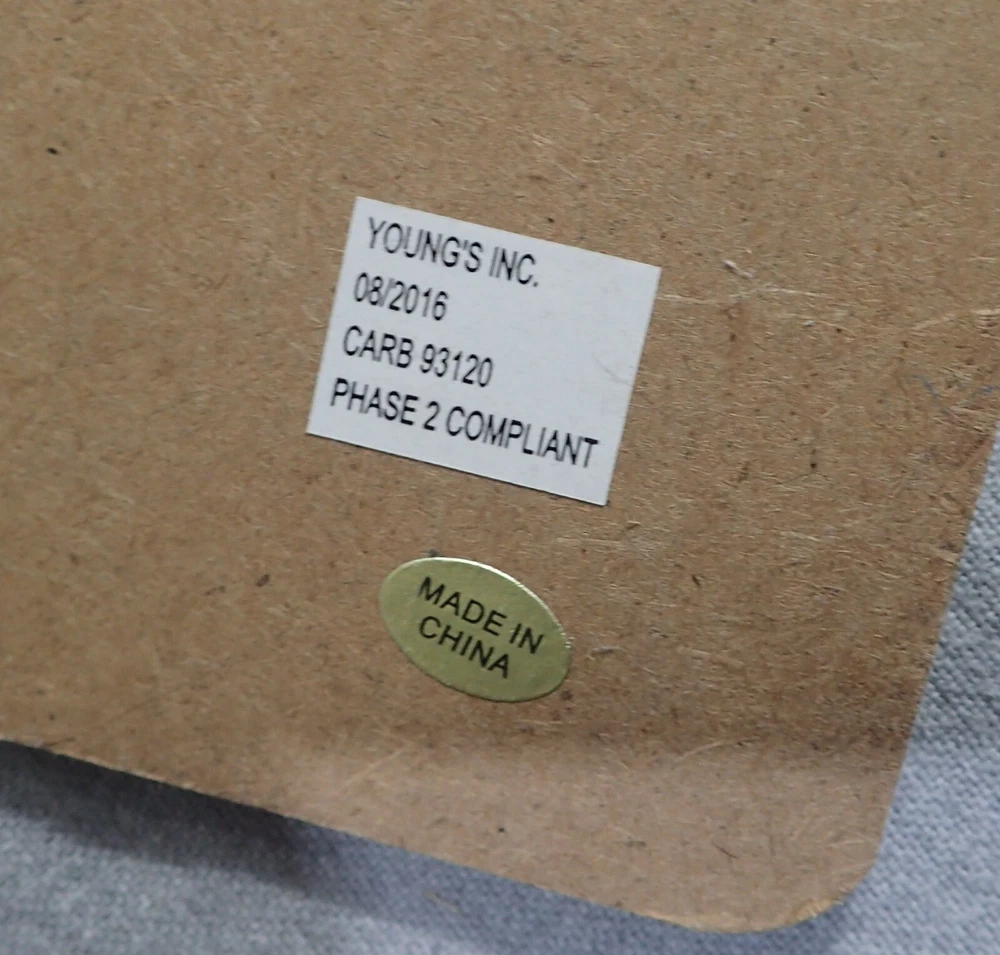 YOUNG'S INC.
08/2016
CARB 93120
PHASE 2 COMPLIANT
MADE IN
CHINA